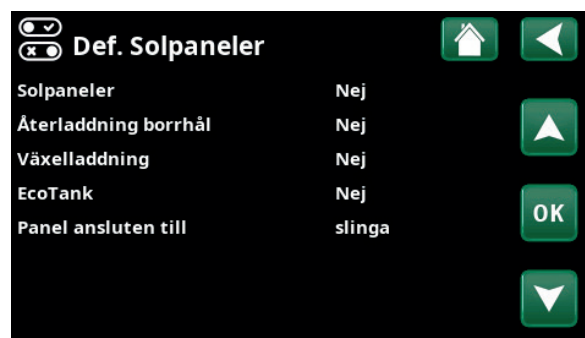 Def. Solpaneler
Solpaneler Nej
Återladdning borrhål Nej
Växelladdning Nej
EcoTank Nej
Panel ansluten till slinga
OK